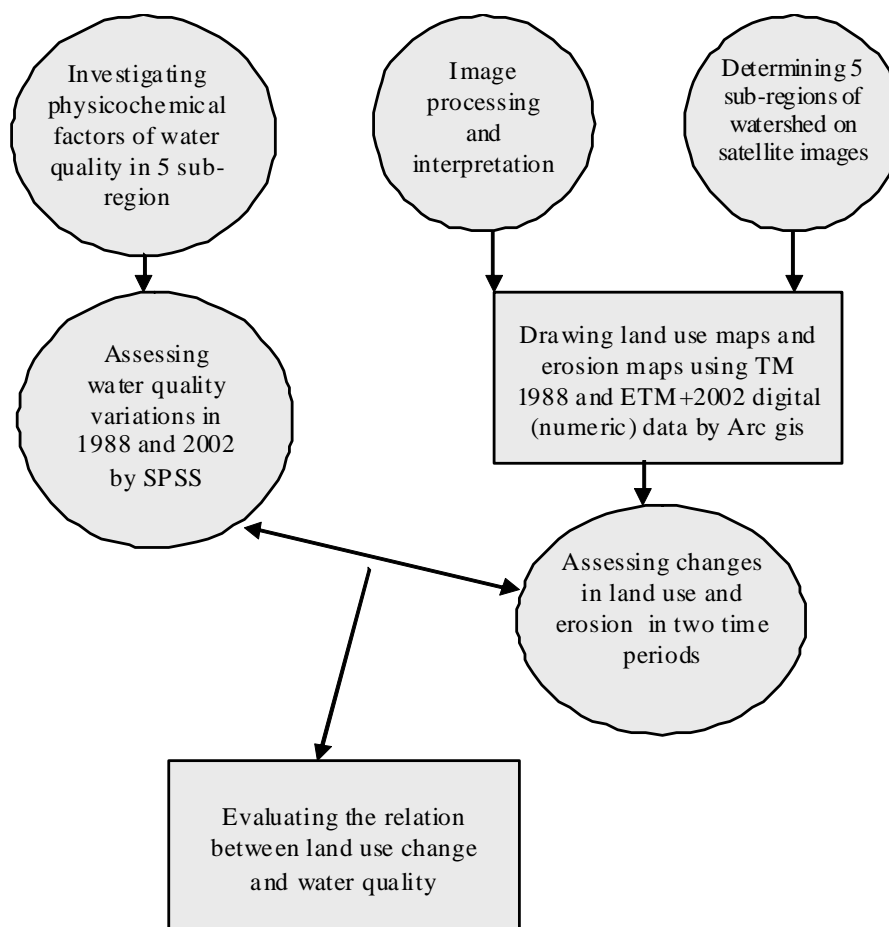 Investigating
physicochemical
factors of water
quality in 5 sub-
region
Image
processing
and
interpretation
Determining 5
sub-regions of
watershed on
satellite images
Assessing
water quality
variations in
1988 and 2002
by SPSS
Drawing land use maps and
erosion maps using TM
1988 and ETM+2002 digital
(numeric) data by Arc gis
Assessing changes
in land use and
erosion in two time
periods
Evaluating the relation
between land use change
and water quality